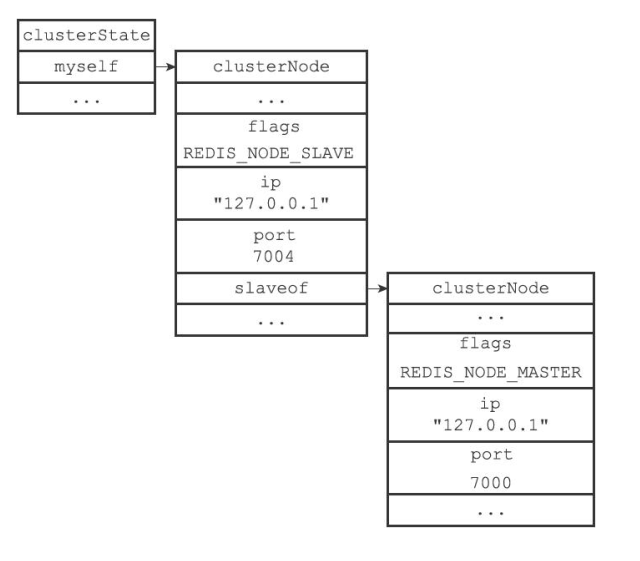 clusterState
myself
...
clusterNode
...
flags
REDIS_NODE_SLAVE
ip
"127.0.0.1"
port
7004
slaveof
...
clusterNode
...
flags
REDIS_NODE_MASTER
ip
"127.0.0.1"
port
7000
...